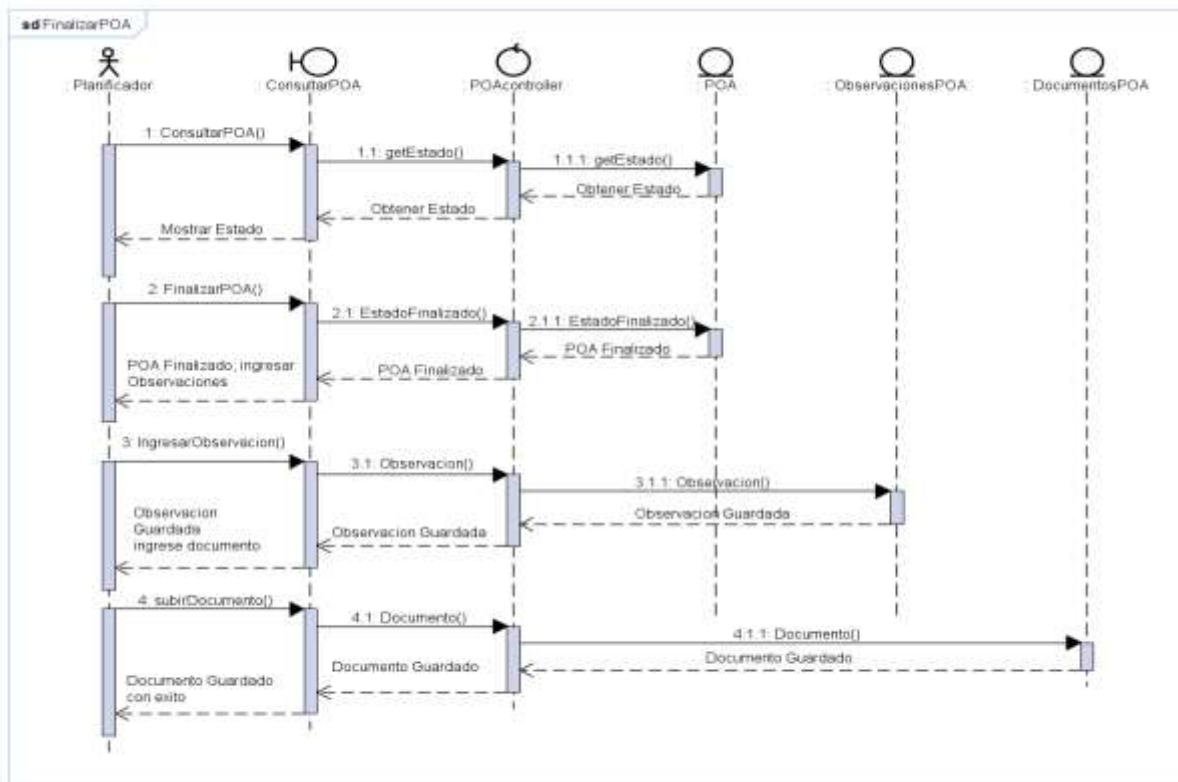 sd FinalizarPOA
: Planificador
: ConsultarPOA
: POAcontroller
: POA
: ObservacionesPOA
: DocumentosPOA
1: ConsultarPOA()
1.1: getEstado()
1.1.1: getEstado()
Obtener Estado
Obtener Estado
Mostrar Estado
2: FinalizarPOA()
2.1: EstadoFinalizado()
2.1.1: EstadoFinalizado()
POA Finalizado
POA Finalizado
POA Finalizado, ingresar
Observaciones
3: IngresarObservacion()
3.1: Observacion()
3.1.1: Observacion()
Observacion Guardada
Observacion Guardada
Observacion
Guardada
ingrese documento
4: subirDocumento()
4.1: Documento()
4.1.1: Documento()
Documento Guardado
Documento Guardado
Documento Guardado
con exito